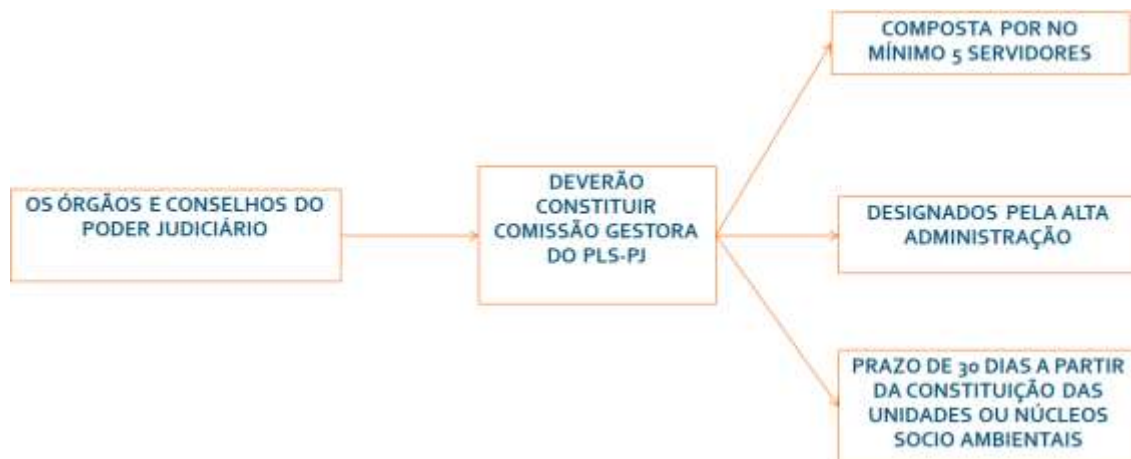 OS ÓRGÃOS E CONSELHOS DO
PODER JUDICIÁRIO
DEVERÃO
CONSTITUIR
COMISSÃO GESTORA
DO PLS-PJ
COMPOSTA POR NO
MÍNIMO 5 SERVIDORES
DESIGNADOS PELA ALTA
ADMINISTRAÇÃO
PRAZO DE 30 DIAS A PARTIR
DA CONSTITUIÇÃO DAS
UNIDADES OU NÚCLEOS
SOCIO AMBIENTAIS